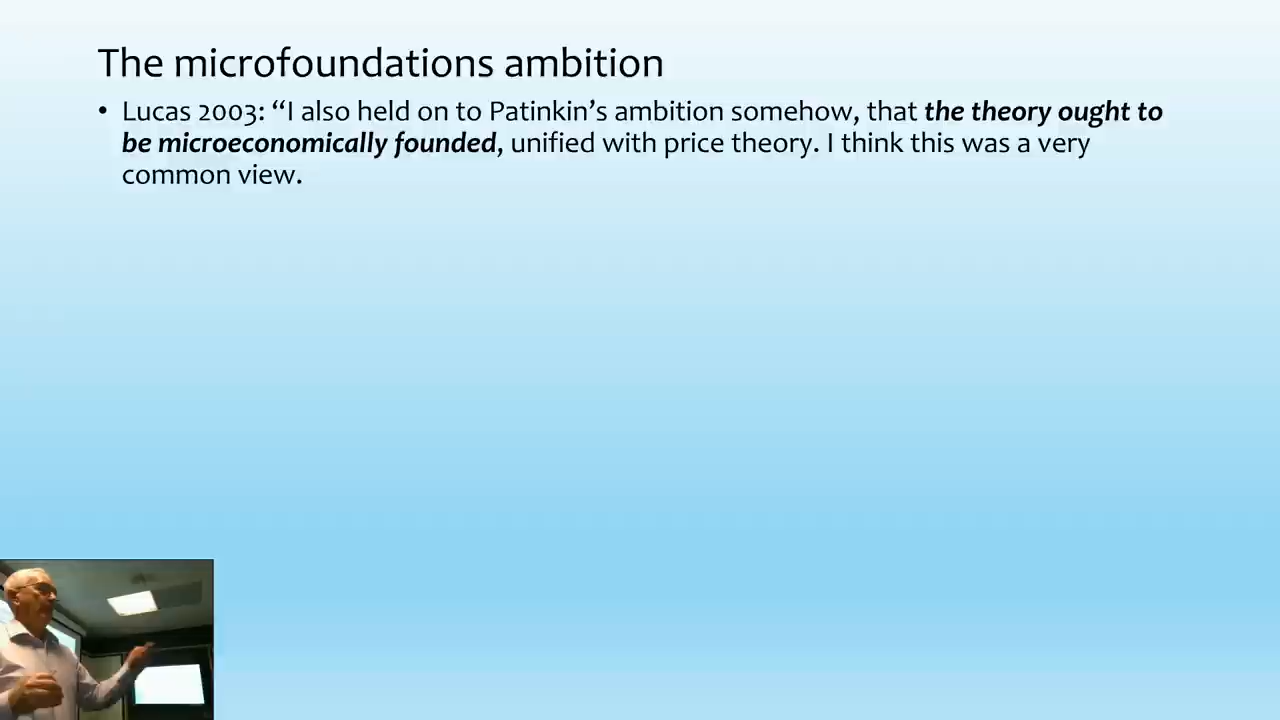 The microfoundations ambition
• Lucas 2003: “I also held on to Patinkin’s ambition somehow, that the theory ought to
be microeconomically founded, unified with price theory. I think this was a very
common view.